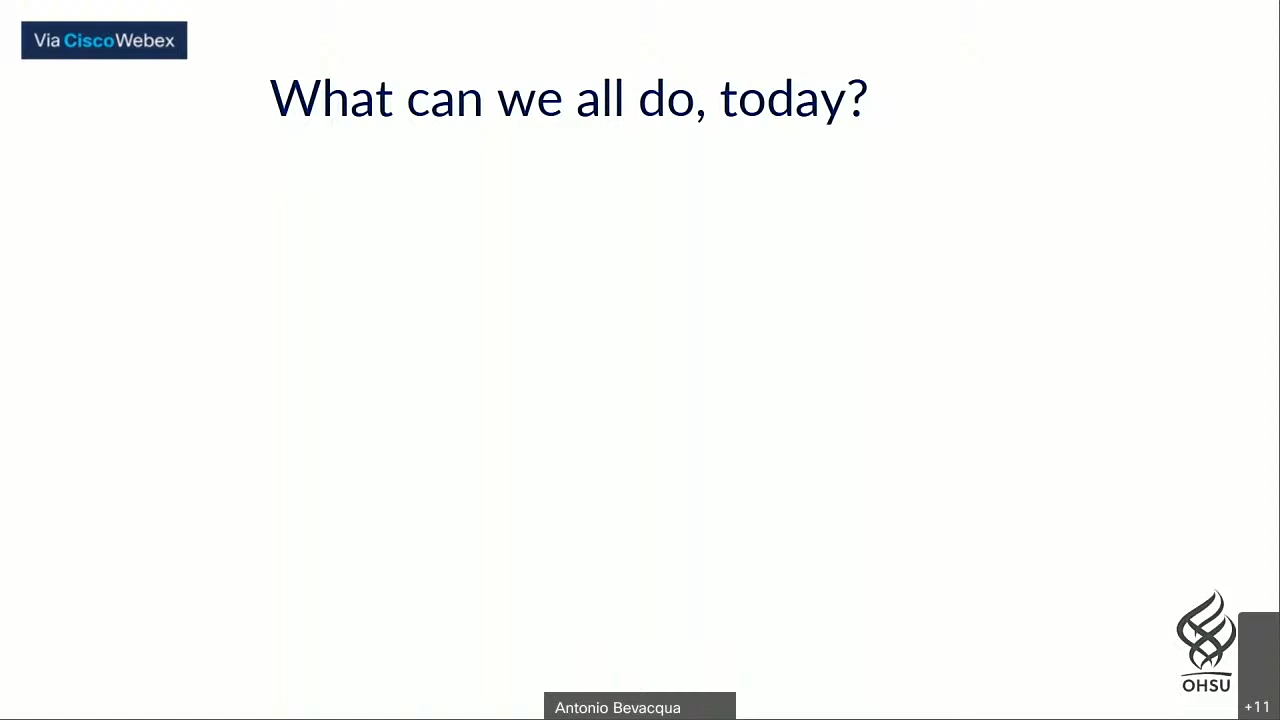 Via CiscoWebex
What can we all do, today?
OHSU
Antonio Bevacqua
+11